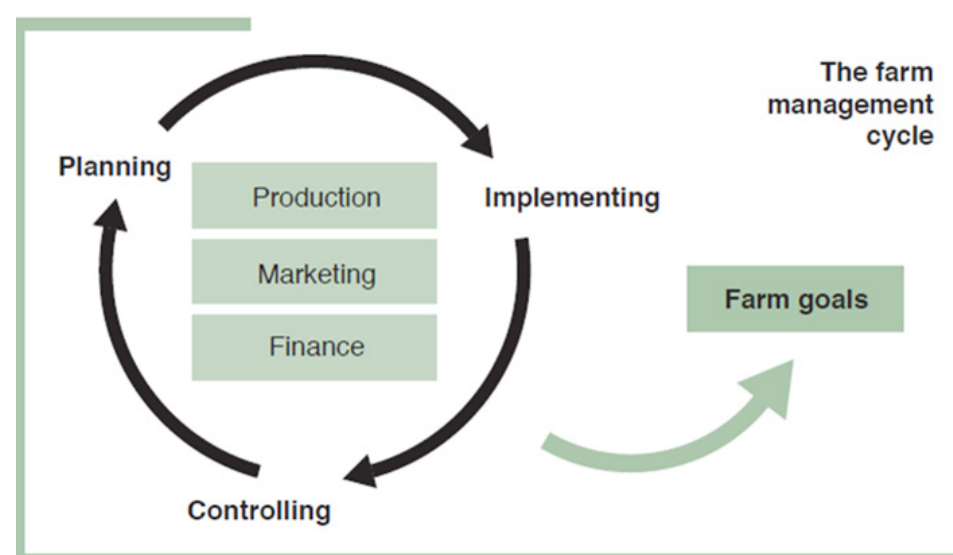 The farm
management
cycle
Planning
Production
Implementing
Marketing
Farm goals
Finance
Controlling